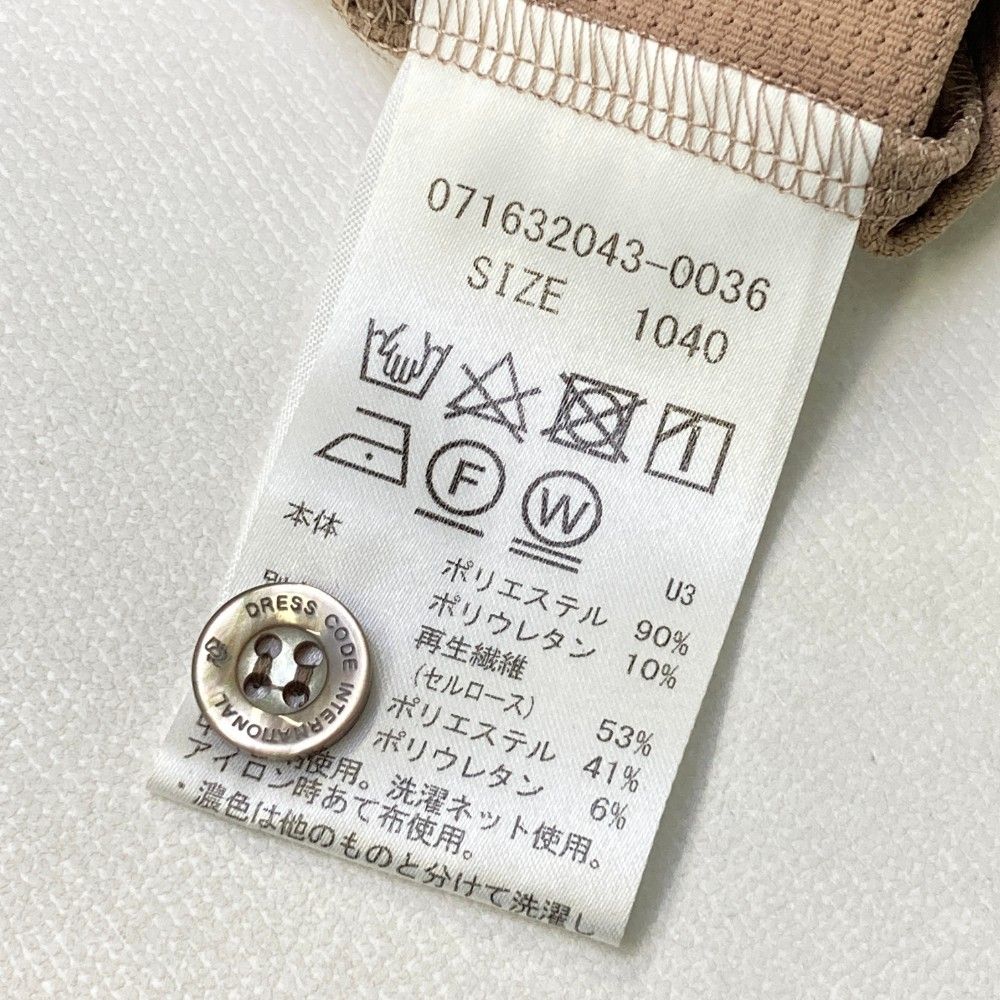 071632043-0036
SIZE 1040
F W
本体 ポリエステル U3 90%
ポリウレタン 10%
再生繊維
(セルロース) 53%
ポリエステル 41%
ポリウレタン 6%
使用。洗濯ネット使用。
アイロン時あて布使用。
・濃色は他のものと分けて洗濯し
DRESS CODE INTERNATIONAL